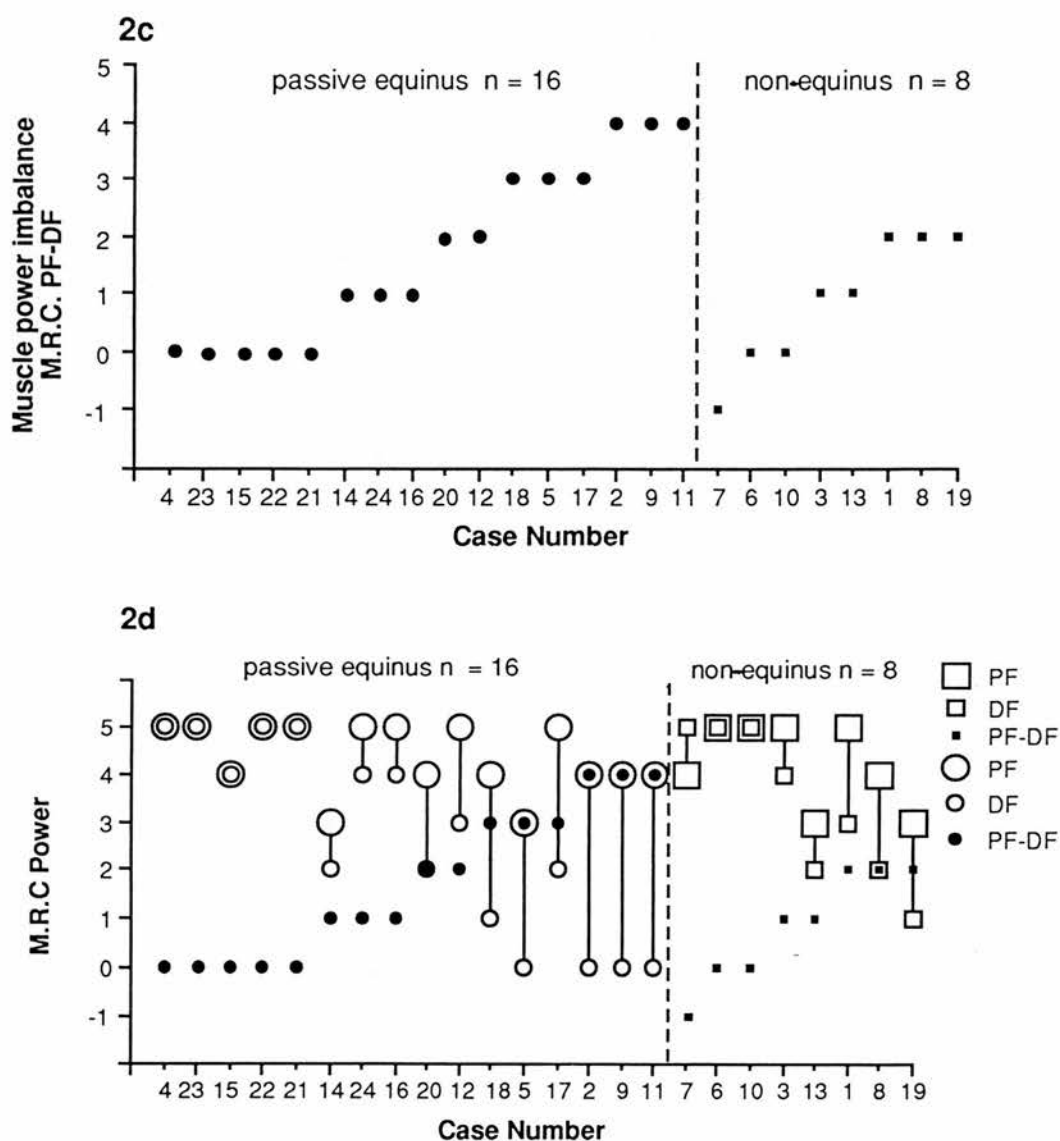 2c
passive equinus n = 16
non-equinus n = 8
Muscle power imbalance
M.R.C. PF-DF
5
4
3
2
1
0
-1
4 23 15 22 21 14 24 16 20 12 18 5 17 2 9 11 7 6 10 3 13 1 8 19
Case Number
2d
passive equinus n = 16
non-equinus n = 8
PF
DF
PF-DF
PF
DF
PF-DF
M.R.C Power
5
4
3
2
1
0
-1
4 23 15 22 21 14 24 16 20 12 18 5 17 2 9 11 7 6 10 3 13 1 8 19
Case Number